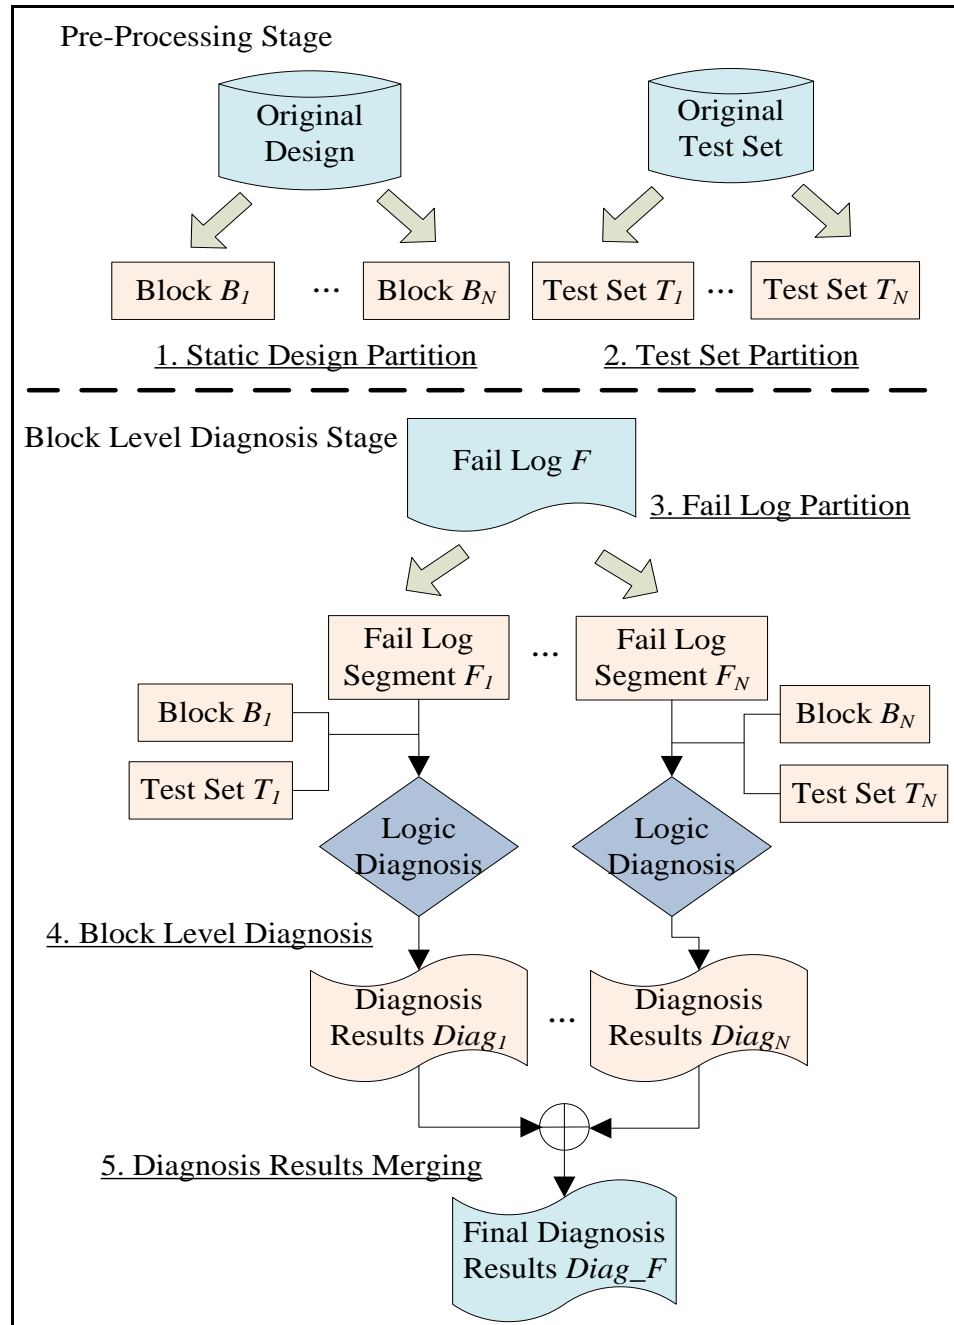 Pre-Processing Stage
Original
Design
Original
Test Set
Block B1
...
Block BN
Test Set T1
...
Test Set TN
1. Static Design Partition
2. Test Set Partition
Block Level Diagnosis Stage
Fail Log F
3. Fail Log Partition
Fail Log
Segment F1
...
Fail Log
Segment FN
Block B1
Test Set T1
Block BN
Test Set TN
Logic
Diagnosis
Logic
Diagnosis
4. Block Level Diagnosis
Diagnosis
Results Diag1
...
Diagnosis
Results DiagN
5. Diagnosis Results Merging
Final Diagnosis
Results Diag_F